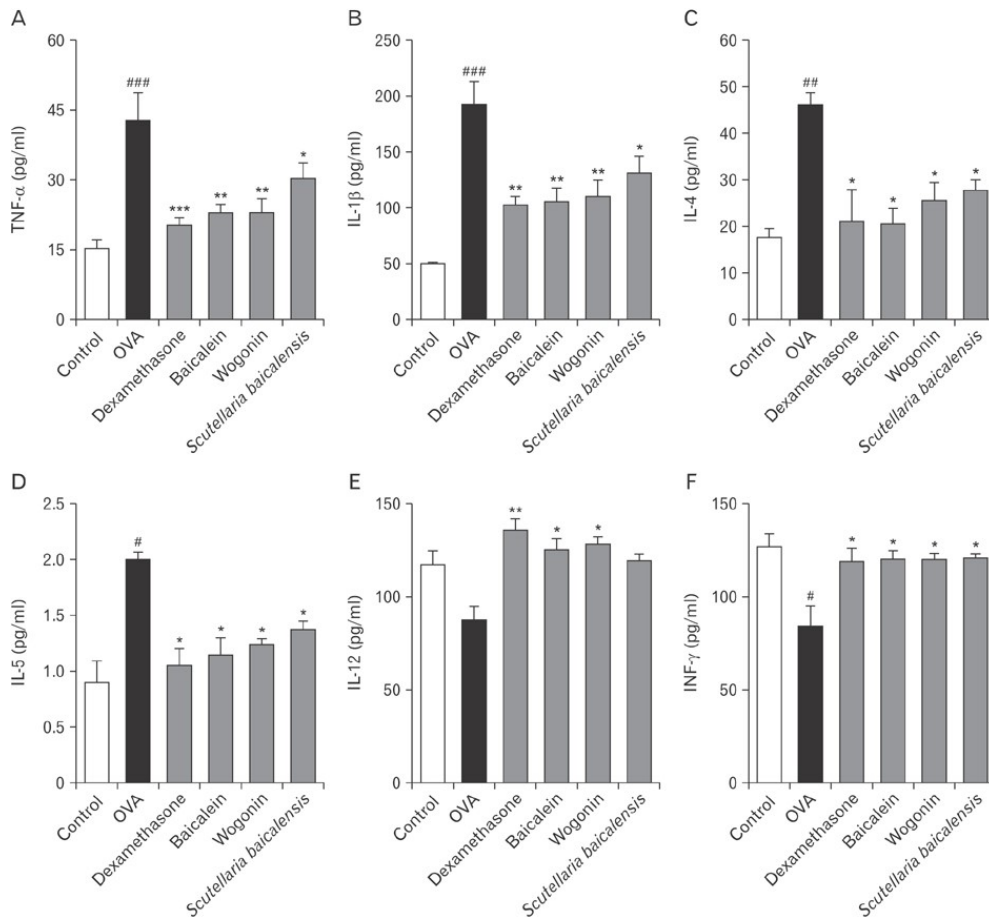 A
TNF-α (pg/ml)
60
45
30
15
0
###
***
**
**
*
Control
OVA
Dexamethasone
Baicalein
Wogonin
Scutellaria baicalensis
B
IL-1β (pg/ml)
250
200
150
100
50
0
###
**
**
**
*
Control
OVA
Dexamethasone
Baicalein
Wogonin
Scutellaria baicalensis
C
IL-4 (pg/ml)
60
50
40
30
20
10
0
##
*
*
*
*
Control
OVA
Dexamethasone
Baicalein
Wogonin
Scutellaria baicalensis
D
IL-5 (pg/ml)
2.5
2.0
1.5
1.0
0.5
0
#
*
*
*
*
Control
OVA
Dexamethasone
Baicalein
Wogonin
Scutellaria baicalensis
E
IL-12 (pg/ml)
150
100
150
0
**
*
*
Control
OVA
Dexamethasone
Baicalein
Wogonin
Scutellaria baicalensis
F
INF-γ (pg/ml)
150
100
150
0
#
*
*
*
*
Control
OVA
Dexamethasone
Baicalein
Wogonin
Scutellaria baicalensis